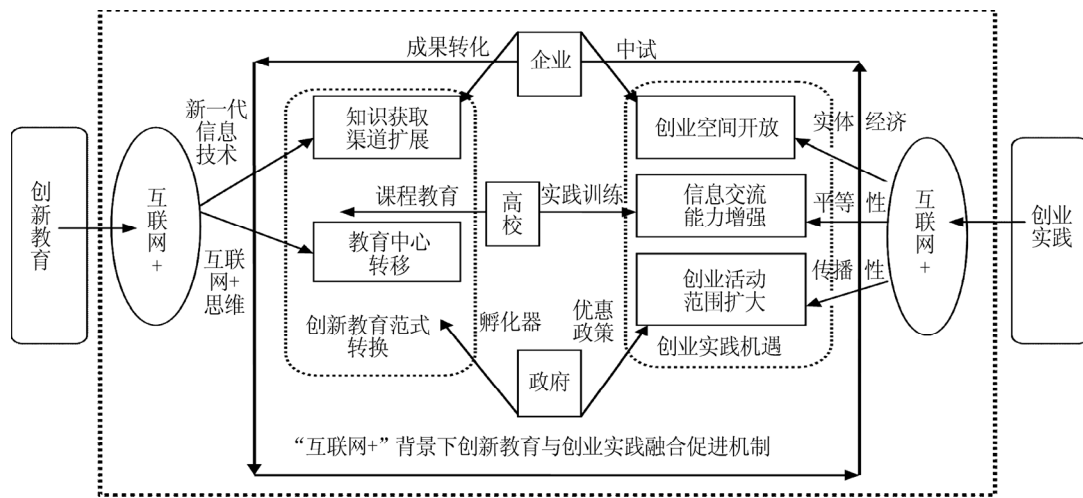 成果转化
企业
中试
新一代
信息
技术
知识获取
渠道扩展
创业空间开放
实体 经济
创新教育
互联网+
课程教育
高校
实践训练
信息交流
能力增强
平等 性
互联网+
创业
实践
教育中心
转移
互联
网+
思维
创业活动
范围扩大
传播 性
创新教育范式
转换
孵化器
优惠
政策
创业实践机遇
政府
“互联网+”背景下创新教育与创业实践融合促进机制